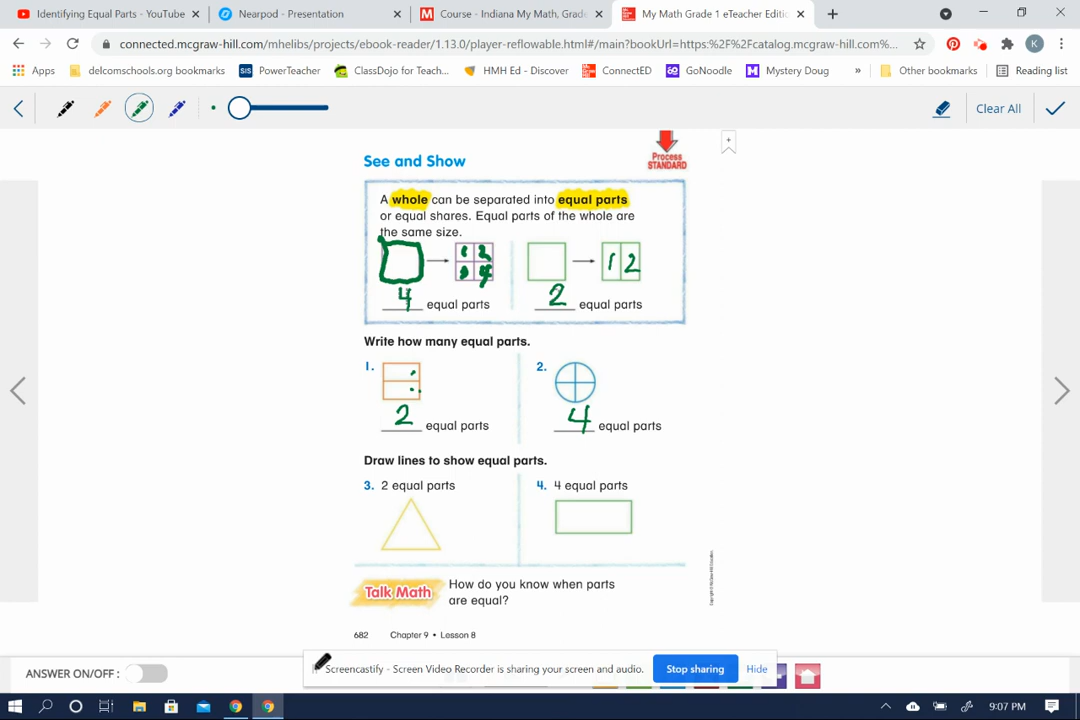 Identifying Equal Parts - YouTube
Nearpod - Presentation
Course - Indiana My Math, Grade
My Math Grade 1 eTeacher Editi
connected.mcgraw-hill.com/mhelibs/projects/ebook-reader/1.13.0/player-reflowable.html#/main?bookUrl=https:%2F%2Fcatalog.mcgraw-hill.com%...
K
Apps
delcomschools.org bookmarks
SIS PowerTeacher
ClassDojo for Teach...
HMH Ed - Discover
ConnectED
GoNoodle
Mystery Doug
»
Other bookmarks
Reading list
Clear All
See and Show
Process
STANDARD
A whole can be separated into equal parts
or equal shares. Equal parts of the whole are
the same size.
1 2
3 4
1 2
4 equal parts
2 equal parts
Write how many equal parts.
1.
2.
2 equal parts
4 equal parts
Draw lines to show equal parts.
3. 2 equal parts
4. 4 equal parts
Talk Math
How do you know when parts
are equal?
682 Chapter 9 • Lesson 8
ANSWER ON/OFF :
Screencastify - Screen Video Recorder is sharing your screen and audio.
Stop sharing
Hide
9:07 PM